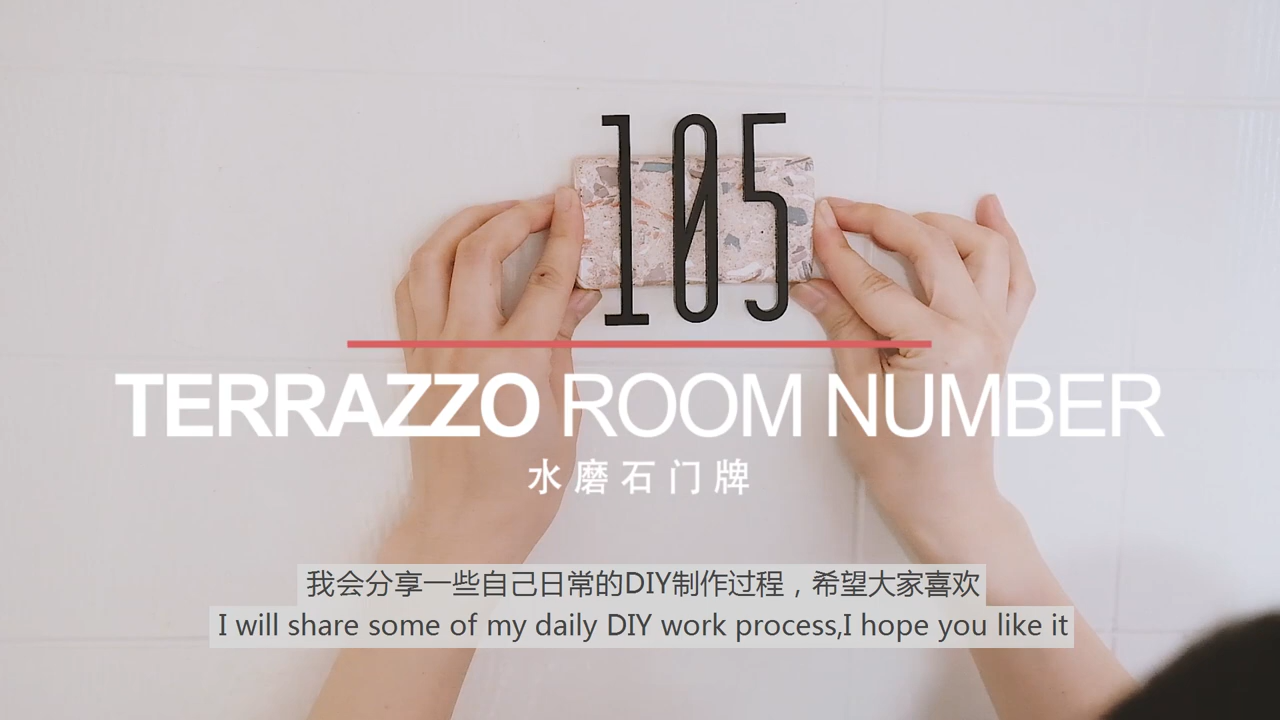 105
TERRAZZO ROOM NUMBER
水磨石门牌
我会分享一些自己日常的DIY制作过程，希望大家喜欢
I will share some of my daily DIY work process,I hope you like it